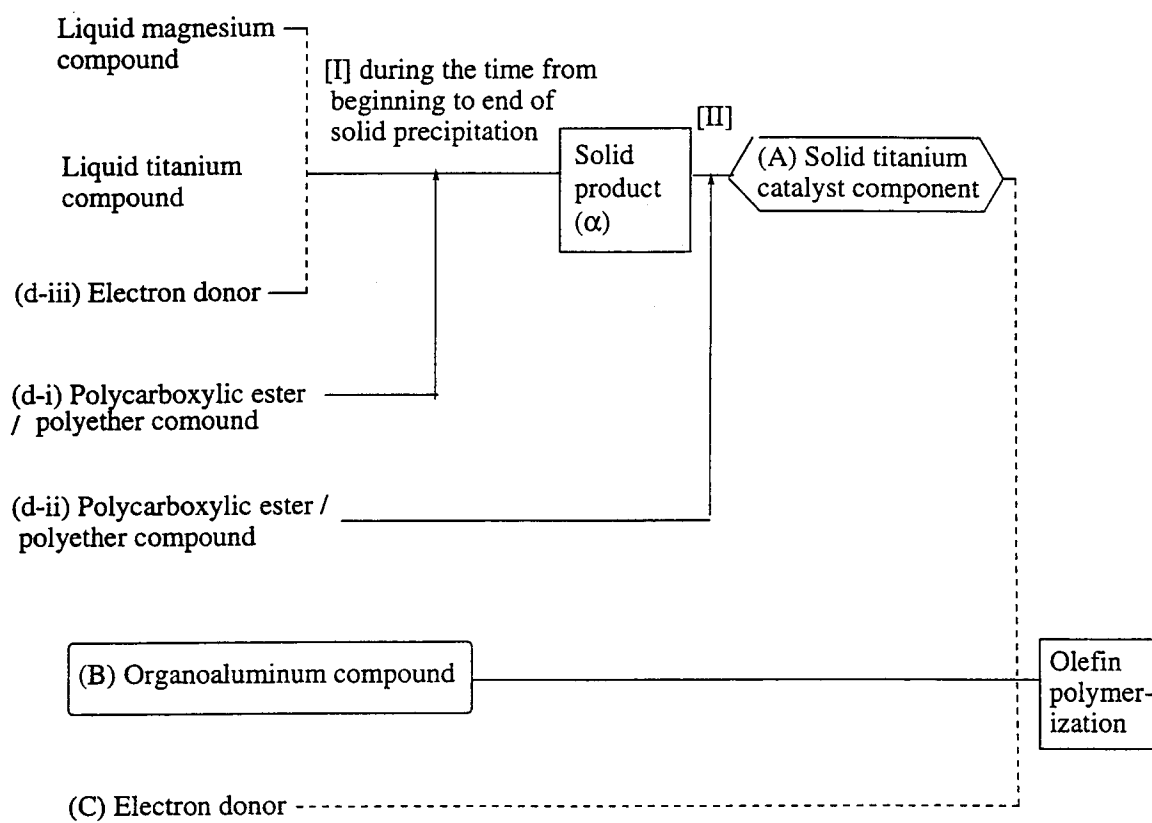 Liquid magnesium
compound
[I] during the time from
beginning to end of
solid precipitation
[II]
Liquid titanium
compound
Solid
product
(α)
(A) Solid titanium
catalyst component
(d-iii) Electron donor
(d-i) Polycarboxylic ester
/ polyether comound
(d-ii) Polycarboxylic ester /
polyether compound
(B) Organoaluminum compound
Olefin
polymer-
ization
(C) Electron donor